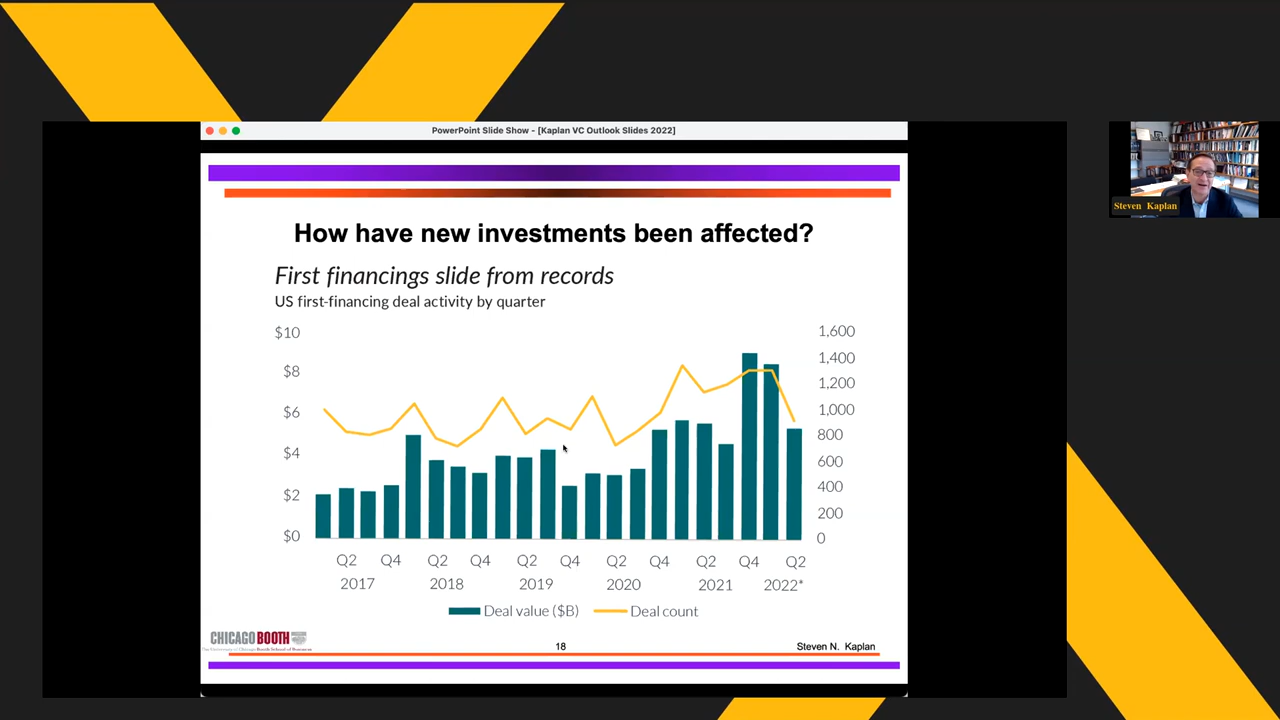 PowerPoint Slide Show - [Kaplan VC Outlook Slides 2022]
Steven Kaplan
How have new investments been affected?
First financings slide from records
US first-financing deal activity by quarter
$10
$8
$6
$4
$2
$0
1,600
1,400
1,200
1,000
800
600
400
200
0
Q2 Q4 Q2 Q4 Q2 Q4 Q2 Q4 Q2 Q4 Q2
2017 2018 2019 2020 2021 2022*
Deal value ($B) Deal count
CHICAGO BOOTH
The University of Chicago Booth School of Business
18
Steven N. Kaplan